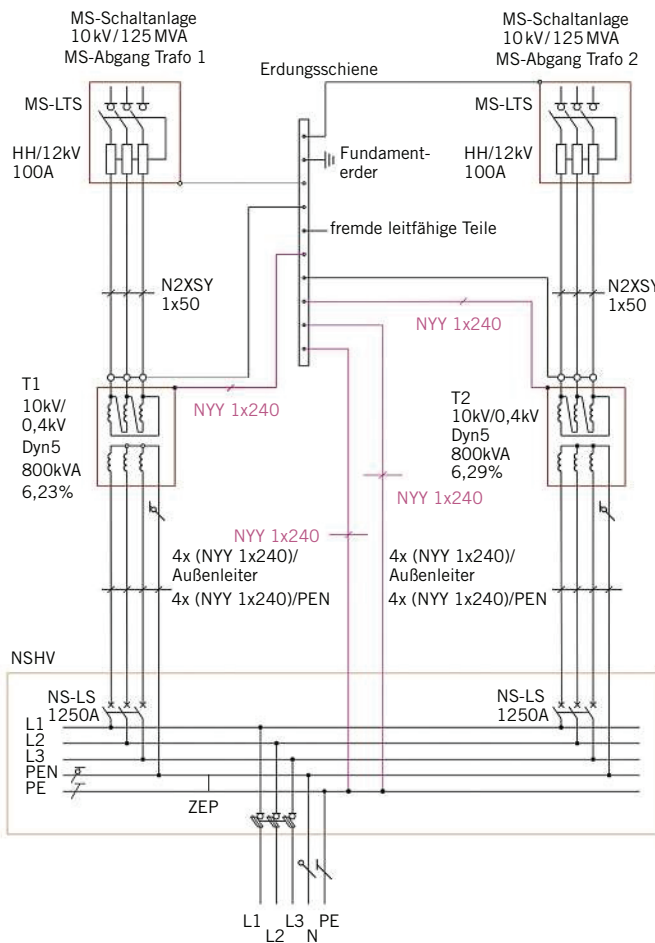 MS-Schaltanlage
10 kV/125 MVA
MS-Abgang Trafo 1
MS-Schaltanlage
10 kV/125 MVA
MS-Abgang Trafo 2
Erdungsschiene
MS-LTS
MS-LTS
HH/12kV
100A
Fundament-
erder
HH/12kV
100A
fremde leitfähige Teile
N2XSY
1x50
N2XSY
1x50
NYY 1x240
T1
10kV/
0,4kV
Dyn5
800kVA
6,23%
NYY 1x240
T2
10kV/0,4kV
Dyn5
800kVA
6,29%
NYY 1x240
NYY 1x240
4x (NYY 1x240)/
Außenleiter
4x (NYY 1x240)/PEN
4x (NYY 1x240)/
Außenleiter
4x (NYY 1x240)/PEN
NSHV
NS-LS
1250A
NS-LS
1250A
L1
L2
L3
PEN
PE
ZEP
L1
L2
L3
N
PE